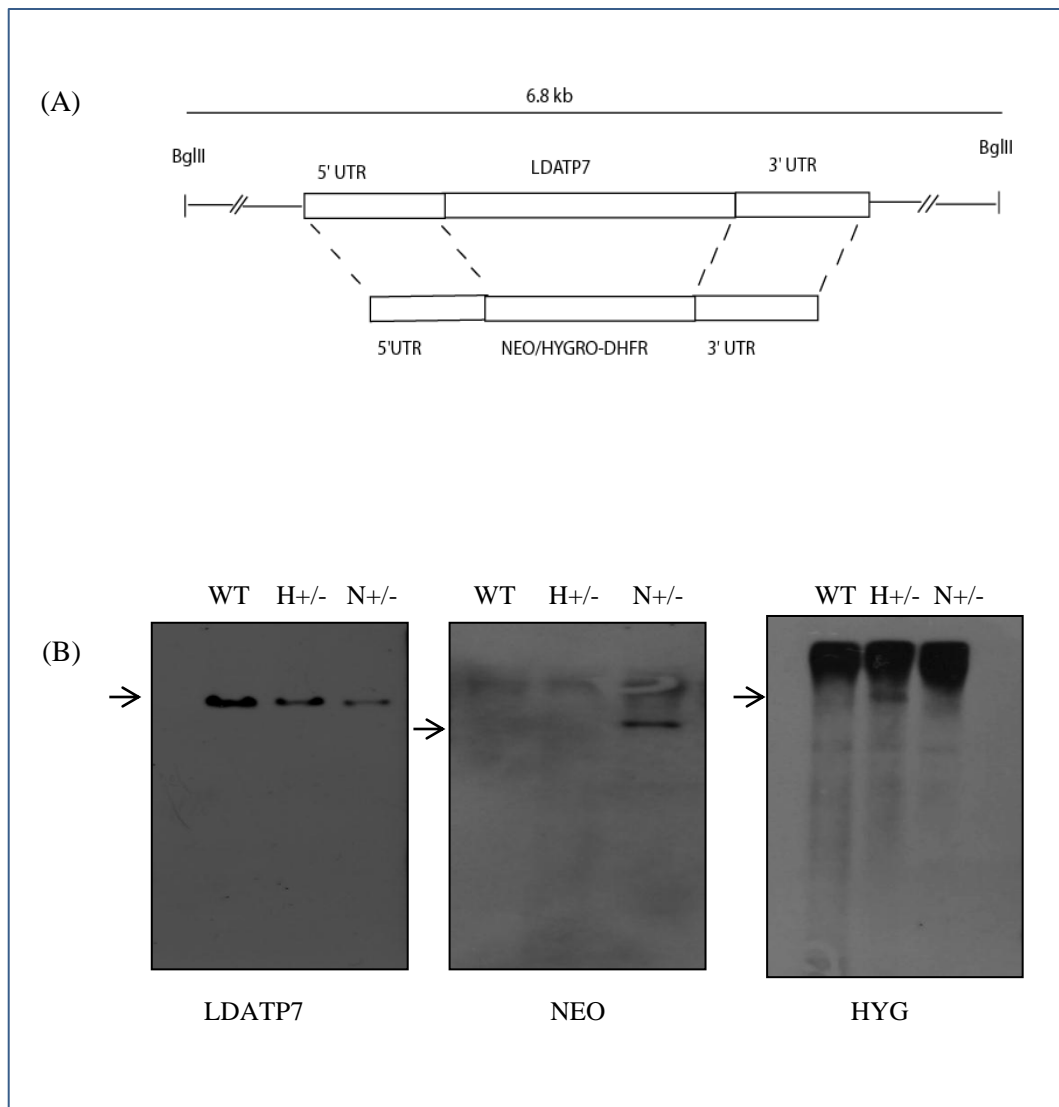 (A)
6.8 kb
BglII BglII
5' UTR LDATP7 3' UTR
5'UTR NEO/HYGRO-DHFR 3' UTR
WT H+/- N+/- WT H+/- N+/- WT H+/- N+/-
(B)
LDATP7 NEO HYG